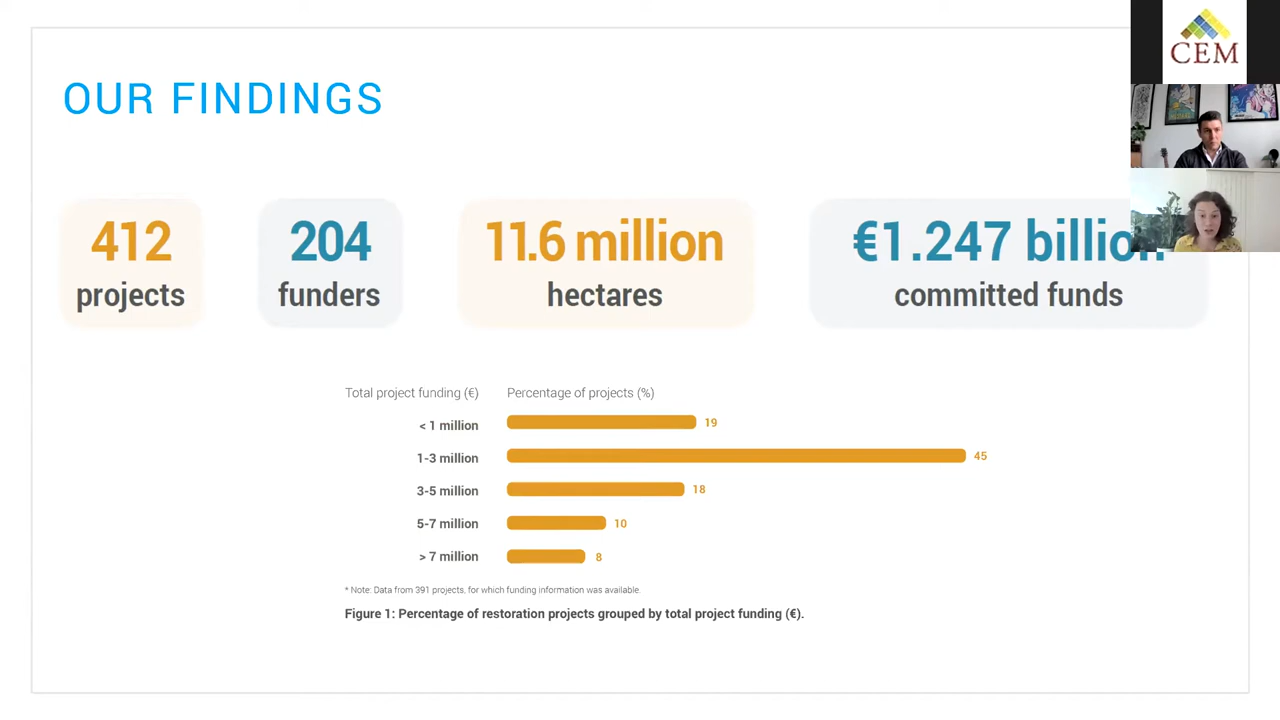 CEM
OUR FINDINGS
412
projects
204
funders
11.6 million
hectares
€1.247 billion
committed funds
Total project funding (€) Percentage of projects (%)
< 1 million 19
1-3 million 45
3-5 million 18
5-7 million 10
> 7 million 8
* Note: Data from 391 projects, for which funding information was available.
Figure 1: Percentage of restoration projects grouped by total project funding (€).